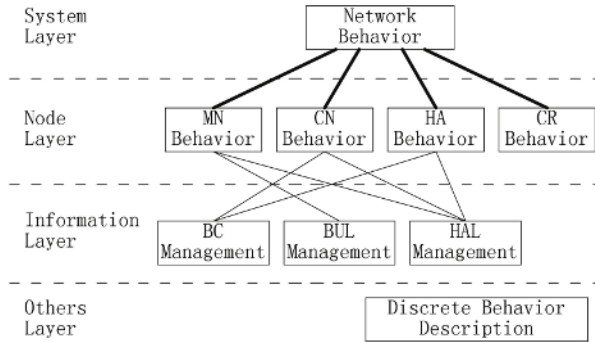 System
Layer
Network
Behavior
Node
Layer
MN
Behavior
CN
Behavior
HA
Behavior
CR
Behavior
Information
Layer
BC
Management
BUL
Management
HAL
Management
Others
Layer
Discrete Behavior
Description